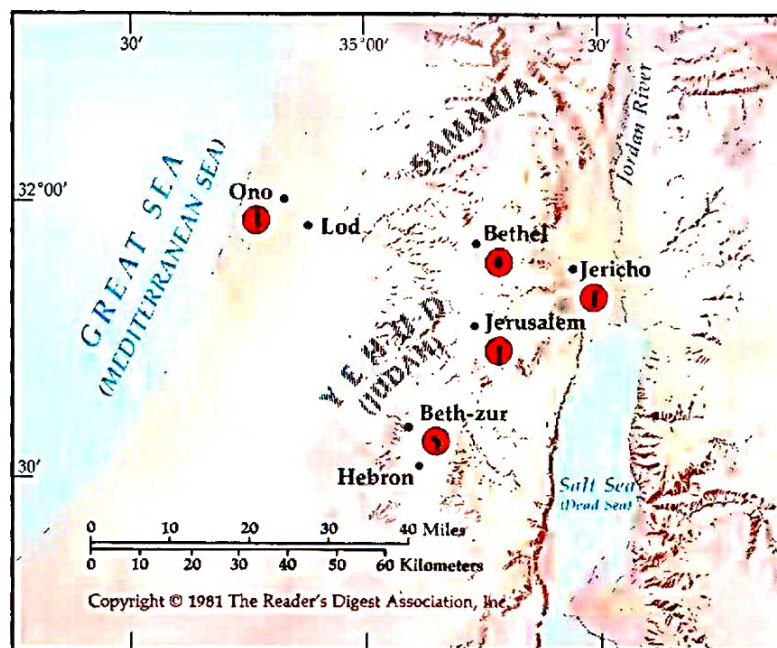 30'
35°00'
30'
SAMARIA
Jordan River
32°00'
Ono
Lod
GREAT SEA
(MEDITERRANEAN SEA)
Bethel
Jericho
Jerusalem
YEHUD
(JUDAH)
Beth-zur
Hebron
30'
Salt Sea
(Dead Sea)
0 10 20 30 40 Miles
0 10 20 30 40 50 60 Kilometers
Copyright © 1981 The Reader's Digest Association, Inc